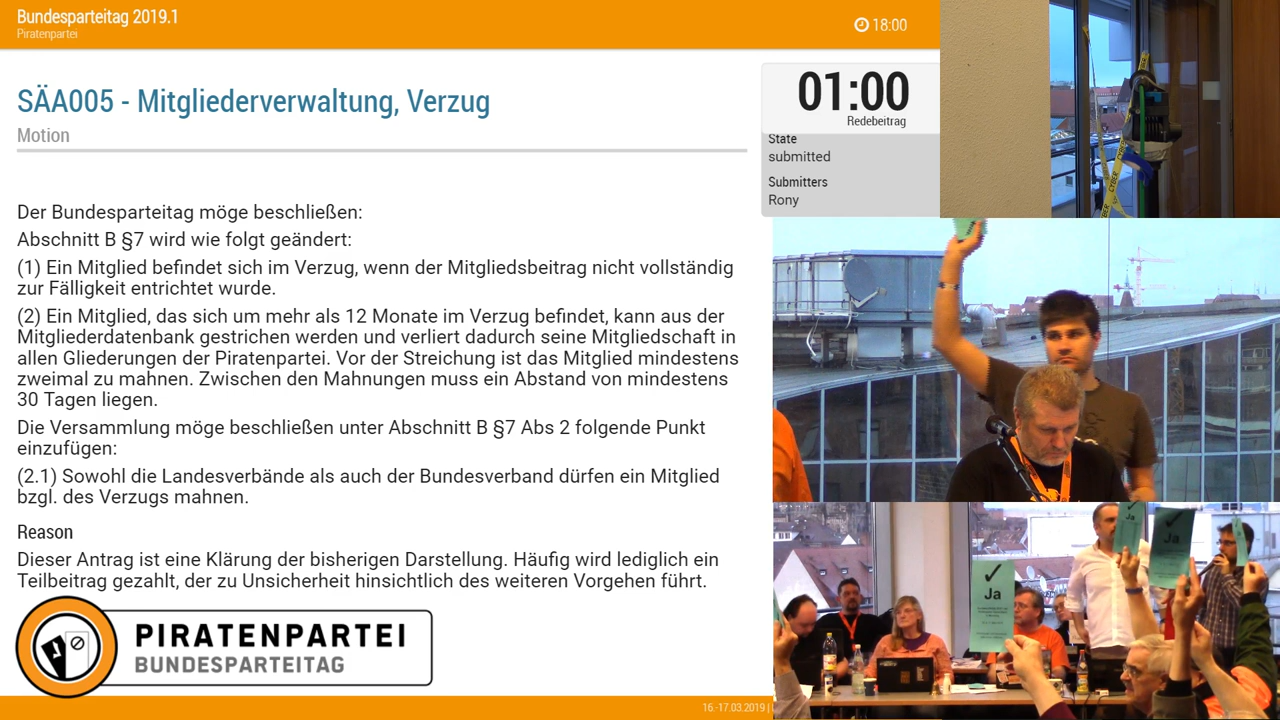 Bundesparteitag 2019.1
Piratenpartei
18:00
SÄA005 - Mitgliederverwaltung, Verzug
Motion
01:00
Redebeitrag
State
submitted
Submitters
Rony
Der Bundesparteitag möge beschließen:
Abschnitt B §7 wird wie folgt geändert:
(1) Ein Mitglied befindet sich im Verzug, wenn der Mitgliedsbeitrag nicht vollständig
zur Fälligkeit entrichtet wurde.
(2) Ein Mitglied, das sich um mehr als 12 Monate im Verzug befindet, kann aus der
Mitgliederdatenbank gestrichen werden und verliert dadurch seine Mitgliedschaft in
allen Gliederungen der Piratenpartei. Vor der Streichung ist das Mitglied mindestens
zweimal zu mahnen. Zwischen den Mahnungen muss ein Abstand von mindestens
30 Tagen liegen.
Die Versammlung möge beschließen unter Abschnitt B §7 Abs 2 folgende Punkt
einzufügen:
(2.1) Sowohl die Landesverbände als auch der Bundesverband dürfen ein Mitglied
bzgl. des Verzugs mahnen.
Reason
Dieser Antrag ist eine Klärung der bisherigen Darstellung. Häufig wird lediglich ein
Teilbeitrag gezahlt, der zu Unsicherheit hinsichtlich des weiteren Vorgehen führt.
PIRATENPARTEI
BUNDESPARTEITAG
16.-17.03.2019 |
CYBER
CYBER
Ja
Ja
Ja